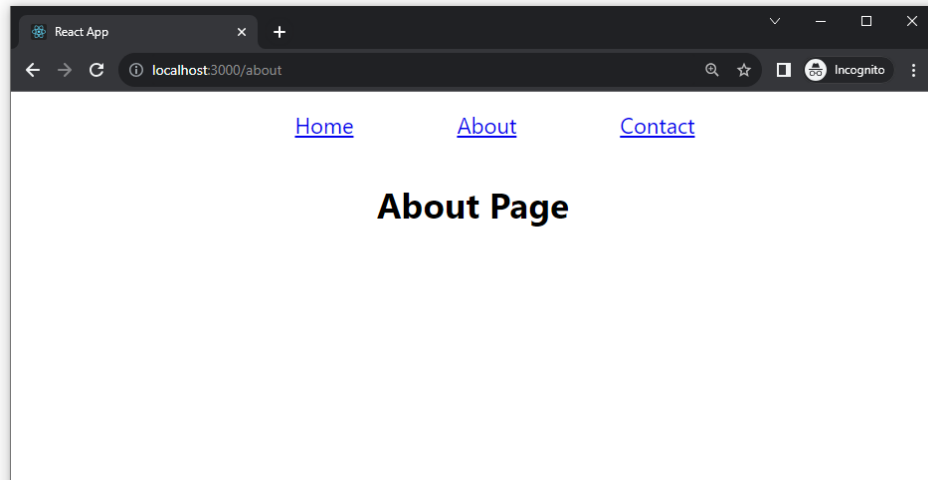 React App
localhost:3000/about
Incognito
Home About Contact
About Page